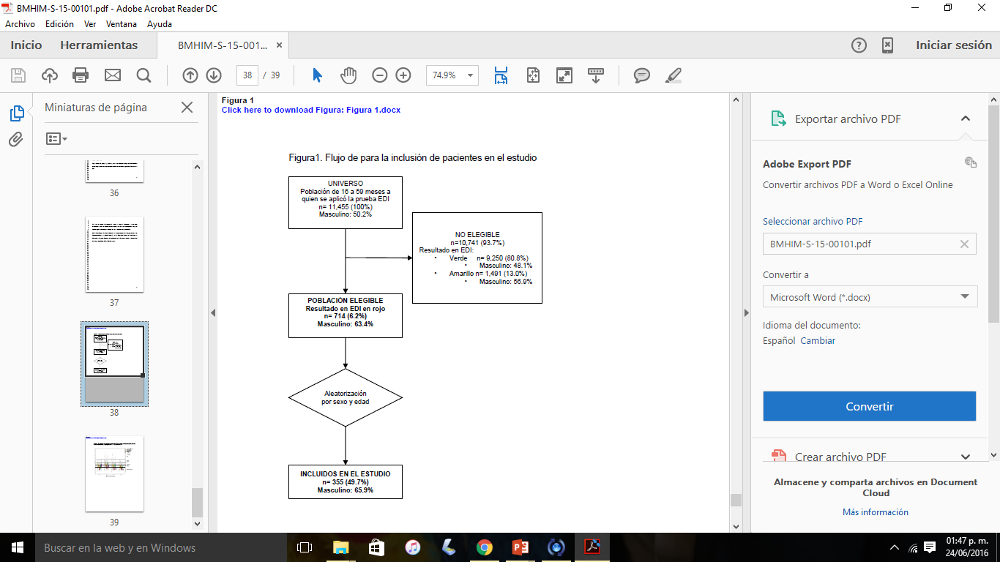 BMHIM-S-15-00101.pdf - Adobe Acrobat Reader DC
Archivo Edición Ver Ventana Ayuda
Inicio Herramientas BMHIM-S-15-001... × Iniciar sesión
38 / 39 74.9%
Miniaturas de página
36
37
38
39
Figura 1
Click here to download Figura: Figura 1.docx
Figura1. Flujo de para la inclusión de pacientes en el estudio
UNIVERSO
Población de 16 a 59 meses a
quien se aplicó la prueba EDI
n= 11,455 (100%)
Masculino: 50.2%
NO ELEGIBLE
n=10,741 (93.7%)
Resultado en EDI:
• Verde n= 9,250 (80.8%)
• Masculino: 48.1%
• Amarillo n= 1,491 (13.0%)
• Masculino: 56.9%
POBLACIÓN ELEGIBLE
Resultado en EDI en rojo
n= 714 (6.2%)
Masculino: 63.4%
Aleatorización
por sexo y edad
INCLUIDOS EN EL ESTUDIO
n= 355 (49.7%)
Masculino: 65.9%
Exportar archivo PDF
Adobe Export PDF
Convertir archivos PDF a Word o Excel Online
Seleccionar archivo PDF
BMHIM-S-15-00101.pdf
Convertir a
Microsoft Word (*.docx)
Idioma del documento:
Español Cambiar
Convertir
Crear archivo PDF
Almacene y comparta archivos en Document
Cloud
Más información
Buscar en la web y en Windows
01:47 p. m.
24/06/2016